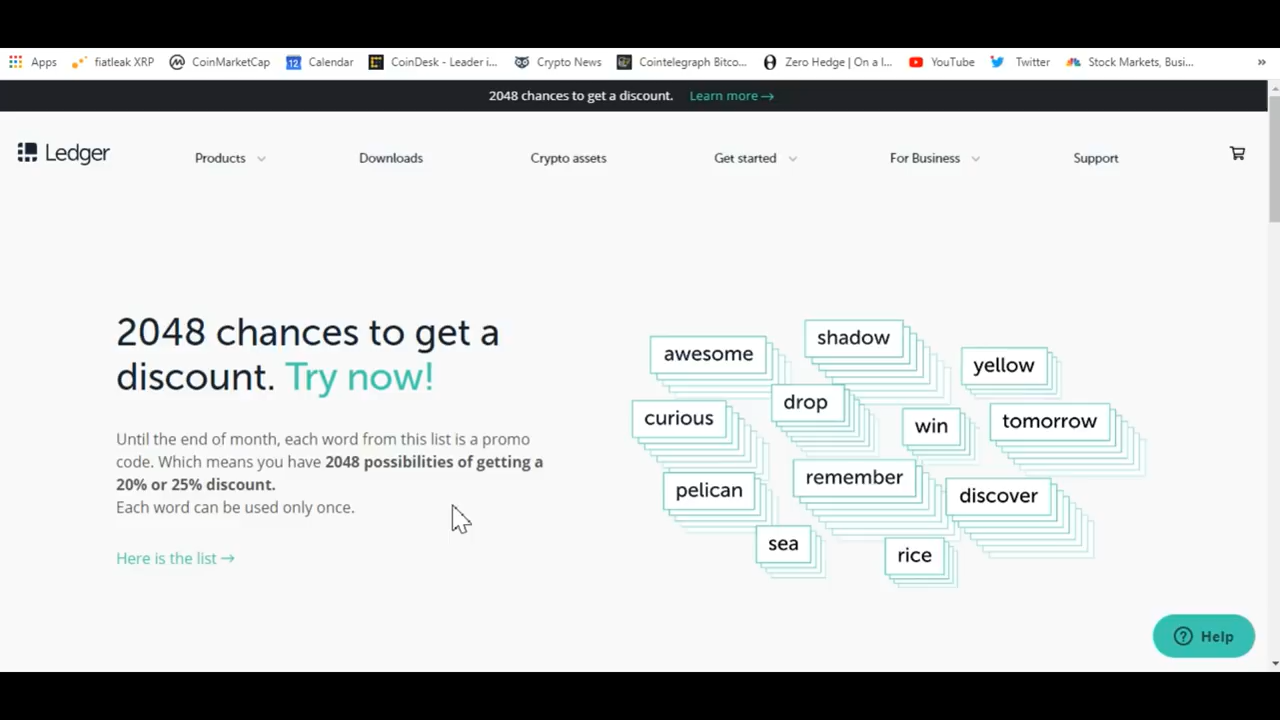 Apps fiatleak XRP CoinMarketCap 12 Calendar CoinDesk - Leader i... Crypto News Cointelegraph Bitco... Zero Hedge | On a l... YouTube Twitter Stock Markets, Busi... »
2048 chances to get a discount. Learn more →
Ledger Products Downloads Crypto assets Get started For Business Support
2048 chances to get a
discount. Try now!
Until the end of month, each word from this list is a promo
code. Which means you have 2048 possibilities of getting a
20% or 25% discount.
Each word can be used only once.
Here is the list →
shadow
awesome
yellow
drop
curious
win
tomorrow
remember
pelican
discover
sea
rice
? Help